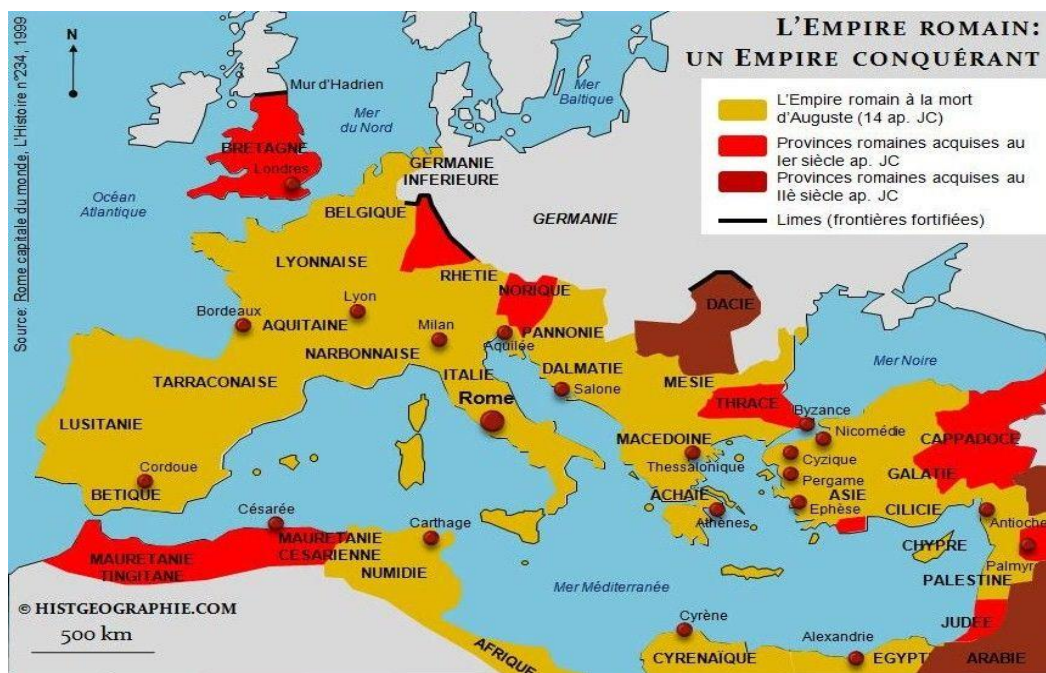 L'EMPIRE ROMAIN:
UN EMPIRE CONQUÉRANT
L'Empire romain à la mort
d'Auguste (14 ap. JC)
Provinces romaines acquises au
Ier siècle ap. JC
Provinces romaines acquises au
IIè siècle ap. JC
Limes (frontières fortifiées)
Source: Rome capitale du monde, L'Histoire n°234, 1999
N
Mur d'Hadrien
Mer
du Nord
Mer
Baltique
BRETAGNE
Londres
Océan
Atlantique
GERMANIE
INFERIEURE
BELGIQUE
GERMANIE
LYONNAISE
RHETIE
NORIQUE
DACIE
Lyon
Bordeaux
AQUITAINE
Milan
PANNONIE
Aquilée
NARBONNAISE
Mer Noire
ITALIE
DALMATIE
TARRACONAISE
MESIE
Salone
Rome
THRACE
Byzance
LUSITANIE
Nicomédie
MACEDOINE
CAPPADOCE
Cyzique
Thessalonique
Cordoue
GALATIE
Pergame
BETIQUE
ACHAIE
ASIE
Ephèse
CILICIE
Césarée
Carthage
Athènes
Antioche
MAURETANIE
CÉSARIENNE
CHYPRE
MAURETANIE
TINGITANE
Palmyr
NUMIDIE
PALESTINE
Mer Méditerranée
© HISTGEOGRAPHIE.COM
500 km
Cyrène
JUDEE
Alexandrie
AFRIQUE
CYRENAÏQUE
EGYPT
ARABIE